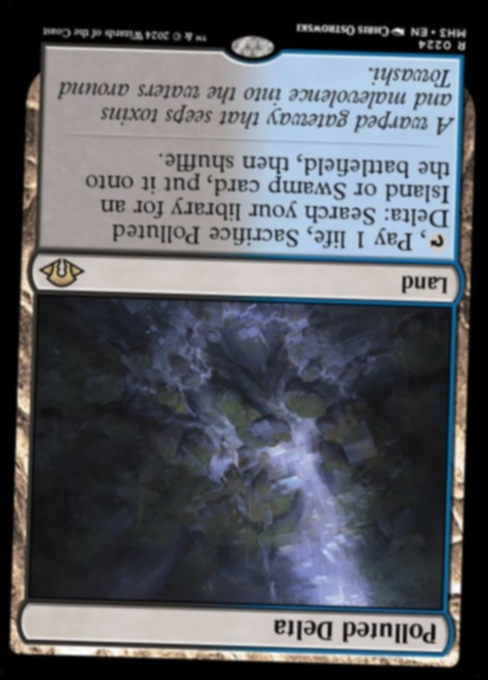 Polluted Delta
Land
, Pay 1 life, Sacrifice Polluted
Delta: Search your library for an
Island or Swamp card, put it onto
the battlefield, then shuffle.
A warped gateway that seeps toxins
and malevolence into the waters around
Towashi.
R 0224
MH3 • EN Chris Ostrowski
™ & © 2024 Wizards of the Coast